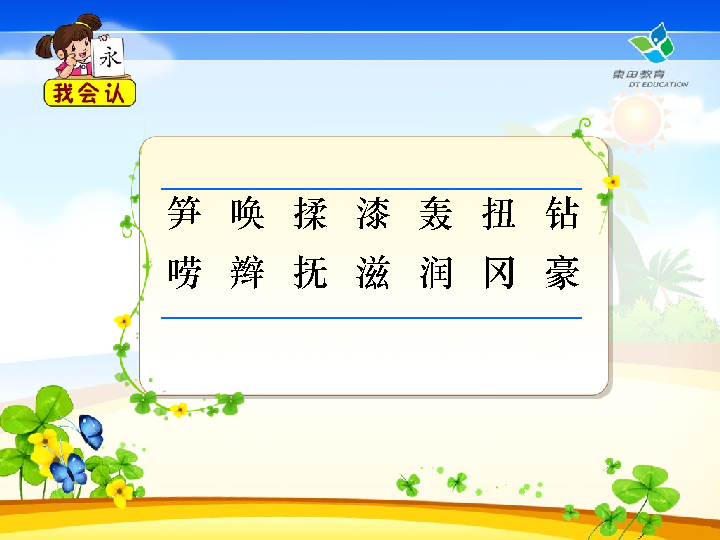 永
我会认
東田教育
DT EDUCATION
笋 唤 揉 漆 轰 扭 钻
唠 辫 抚 滋 润 冈 豪